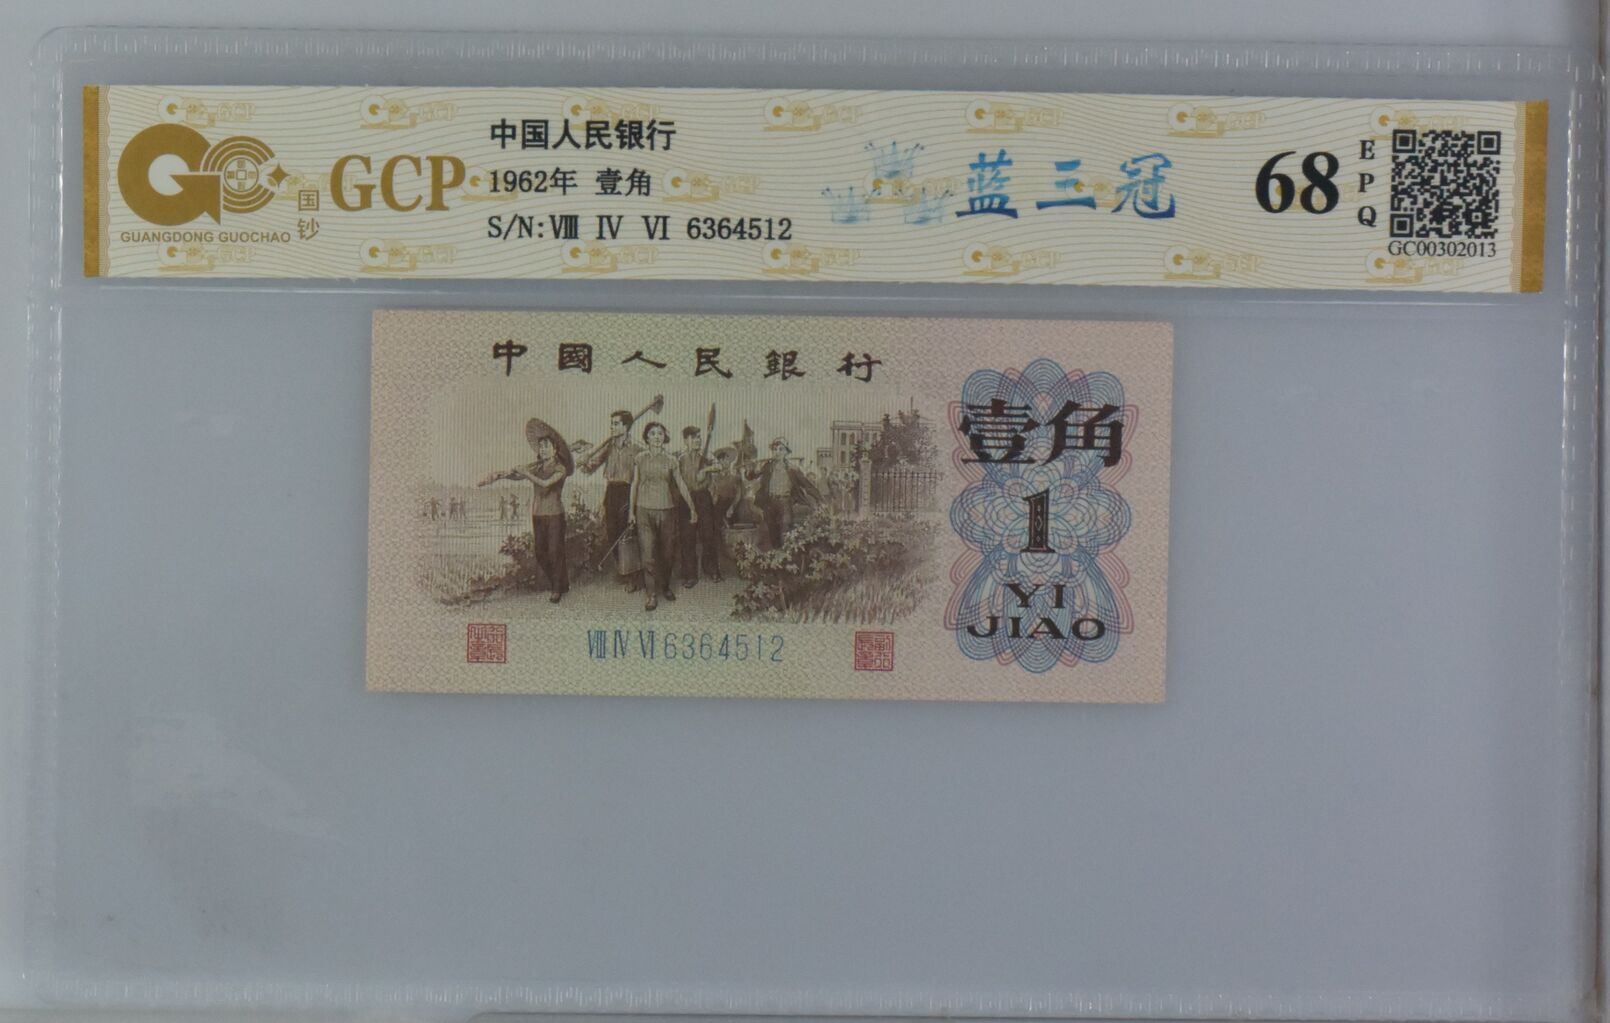 国钞
GUANGDONG GUOCHAO
GCP
中国人民银行
1962年 壹角
S/N:Ⅷ Ⅳ Ⅵ 6364512
蓝三冠
68
EPQ
GC00302013
中國人民銀行
壹角
1
YI
JIAO
Ⅷ Ⅳ Ⅵ 6364512